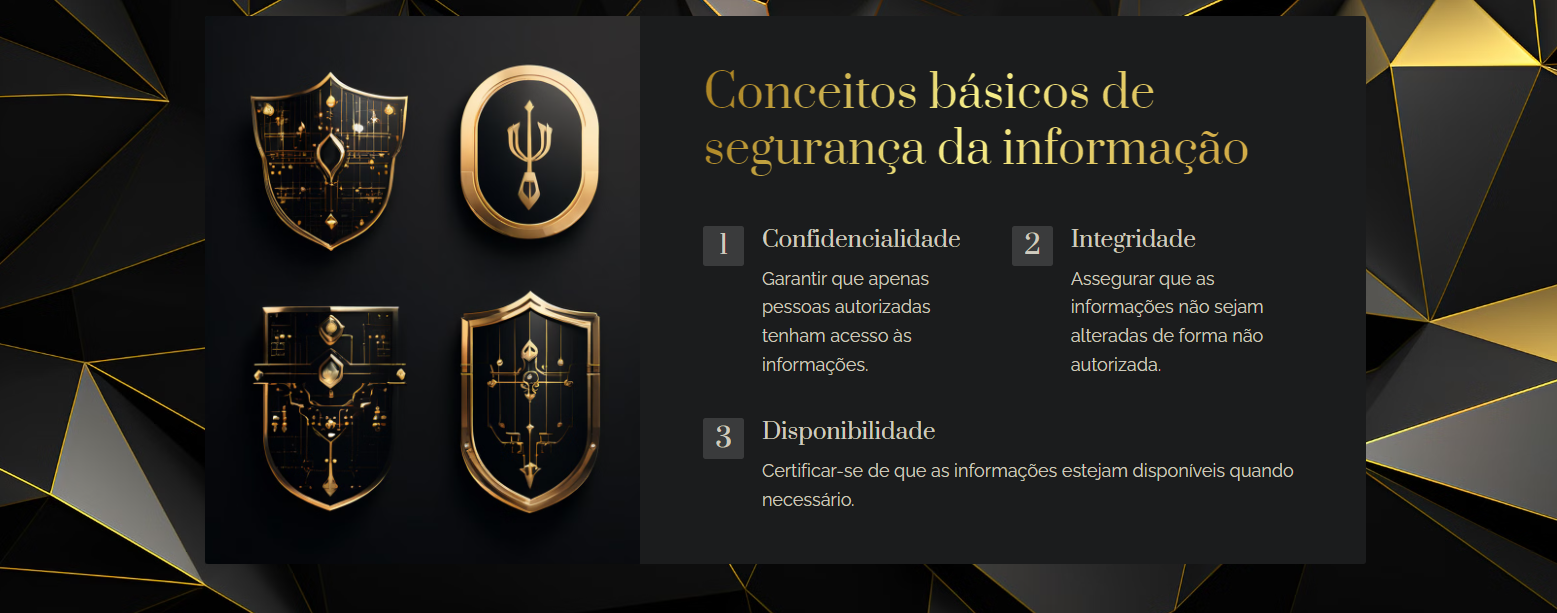 Conceitos básicos de
segurança da informação
1
Confidencialidade
Garantir que apenas
pessoas autorizadas
tenham acesso às
informações.
2
Integridade
Assegurar que as
informações não sejam
alteradas de forma não
autorizada.
3
Disponibilidade
Certificar-se de que as informações estejam disponíveis quando
necessário.